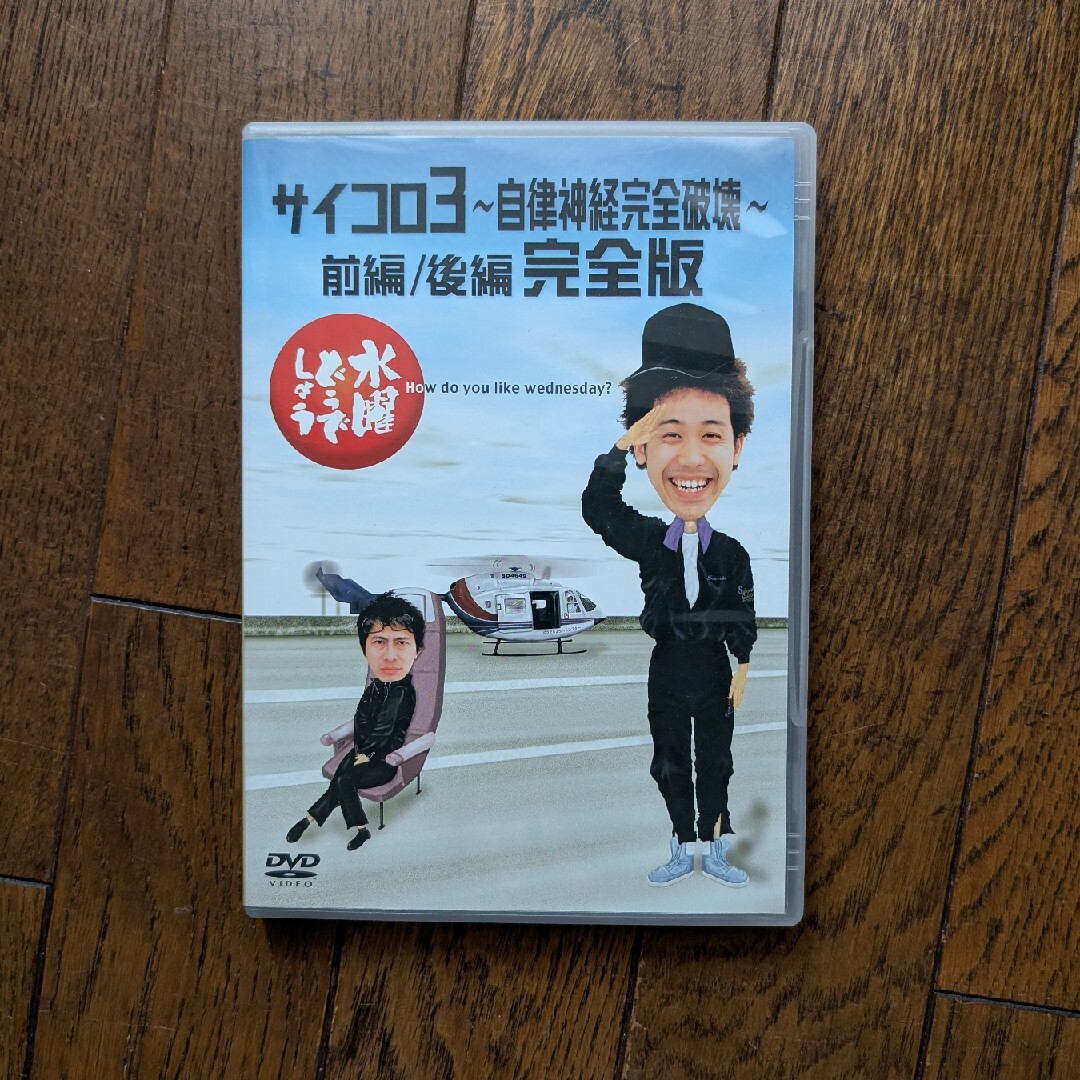 サイコロ3～自律神経完全破壊～
前編/後編 完全版
水曜
どうで
しょう
How do you like wednesday?
DVD
VIDEO